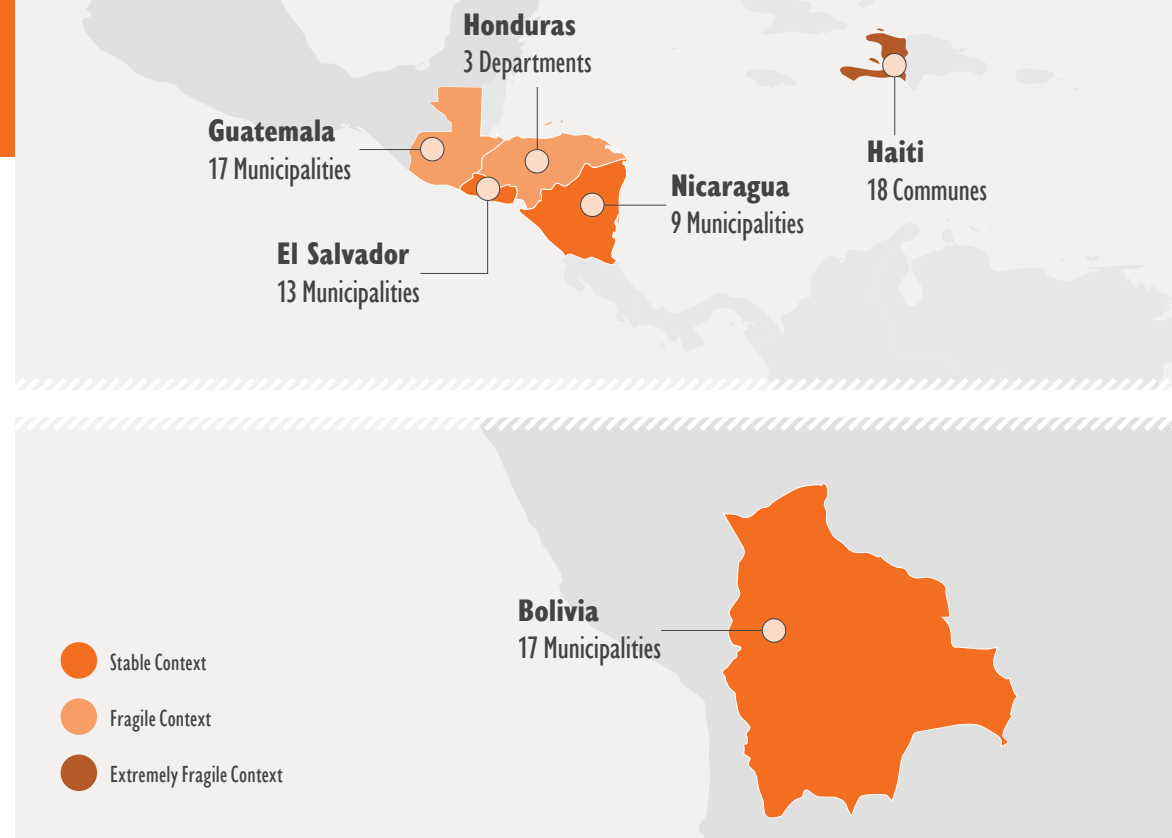 Honduras
3 Departments
Guatemala
17 Municipalities
Haiti
18 Communes
Nicaragua
9 Municipalities
El Salvador
13 Municipalities
Bolivia
17 Municipalities
Stable Context
Fragile Context
Extremely Fragile Context